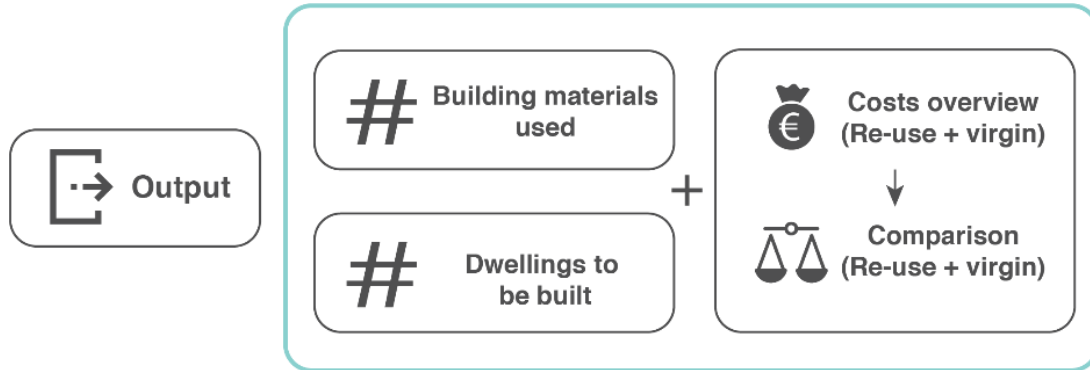 Output
# Building materials
used
# Dwellings to
be built
+
€
Costs overview
(Re-use + virgin)
Comparison
(Re-use + virgin)